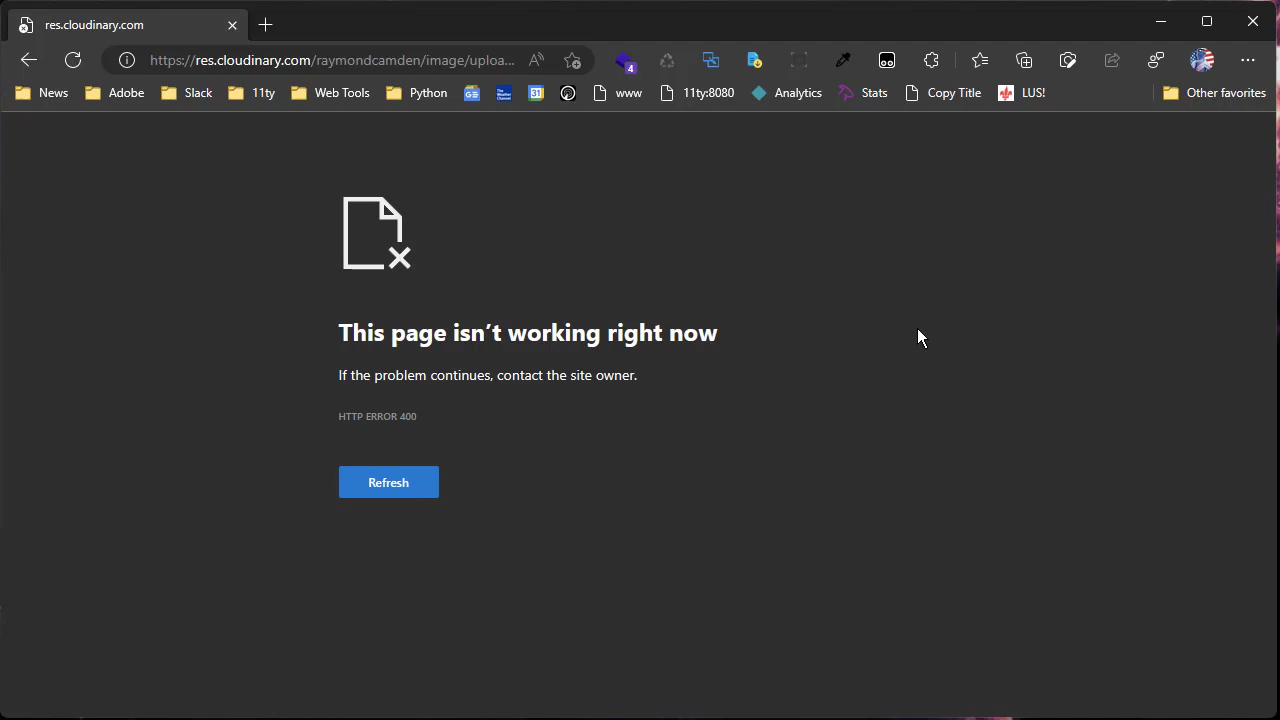 res.cloudinary.com
https://res.cloudinary.com/raymondcamden/image/uploa...
4
News Adobe Slack 11ty Web Tools Python 31 www 11ty:8080 Analytics Stats Copy Title LUS! Other favorites
This page isn’t working right now
If the problem continues, contact the site owner.
HTTP ERROR 400
Refresh